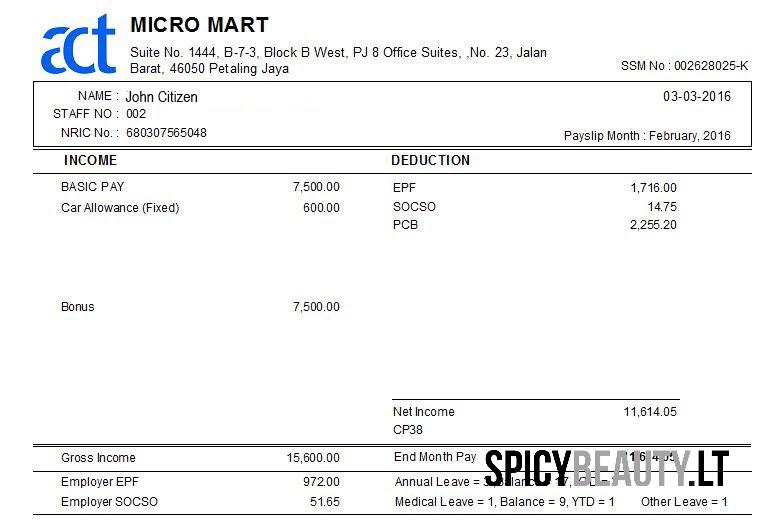 act
MICRO MART
Suite No. 1444, B-7-3, Block B West, PJ 8 Office Suites, ,No. 23, Jalan
Barat, 46050 Petaling Jaya
SSM No : 002628025-K
NAME : John Citizen
03-03-2016
STAFF NO : 002
NRIC No. : 680307565048
Payslip Month : February, 2016
INCOME DEDUCTION
BASIC PAY 7,500.00 EPF 1,716.00
Car Allowance (Fixed) 600.00 SOCSO 14.75
PCB 2,255.20
Bonus 7,500.00
Net Income 11,614.05
CP38
Gross Income 15,600.00 End Month Pay 11,614.05
SPICYBEAUTY.LT
Employer EPF 972.00 Annual Leave =
Employer SOCSO 51.65 Medical Leave = 1, Balance = 9, YTD = 1 Other Leave = 1